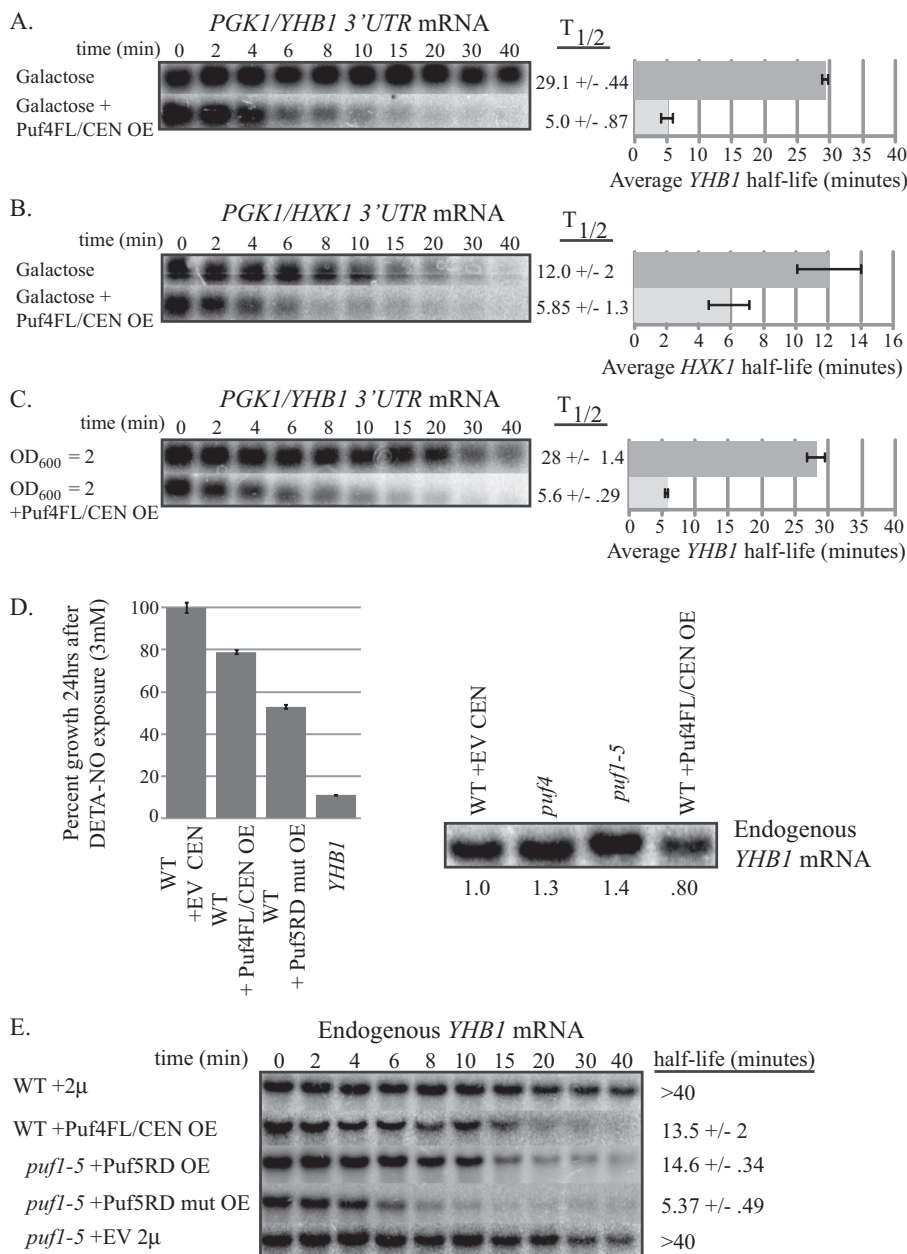 A.
PGK1/YHB1 3'UTR mRNA
time (min) 0 2 4 6 8 10 15 20 30 40
T1/2
Galactose
29.1 +/- .44
Galactose +
Puf4FL/CEN OE
5.0 +/- .87
0 5 10 15 20 25 30 35 40
Average YHB1 half-life (minutes)
B.
PGK1/HXK1 3'UTR mRNA
time (min) 0 2 4 6 8 10 15 20 30 40
T1/2
Galactose
12.0 +/- 2
Galactose +
Puf4FL/CEN OE
5.85 +/- 1.3
0 2 4 6 8 10 12 14 16
Average HXK1 half-life (minutes)
C.
PGK1/YHB1 3'UTR mRNA
time (min) 0 2 4 6 8 10 15 20 30 40
T1/2
OD600 = 2
28 +/- 1.4
OD600 = 2
+Puf4FL/CEN OE
5.6 +/- .29
0 5 10 15 20 25 30 35 40
Average YHB1 half-life (minutes)
D.
Percent growth 24hrs after
DETA-NO exposure (3mM)
100
80
60
40
20
0
WT
+EV CEN
WT
+ Puf4FL/CEN OE
WT
+ Puf5RD mut OE
YHB1
WT +EV CEN
puf4
puf1-5
WT +Puf4FL/CEN OE
Endogenous
YHB1 mRNA
1.0 1.3 1.4 .80
E.
Endogenous YHB1 mRNA
time (min) 0 2 4 6 8 10 15 20 30 40
half-life (minutes)
WT +2µ
>40
WT +Puf4FL/CEN OE
13.5 +/- 2
puf1-5 +Puf5RD OE
14.6 +/- .34
puf1-5 +Puf5RD mut OE
5.37 +/- .49
puf1-5 +EV 2µ
>40